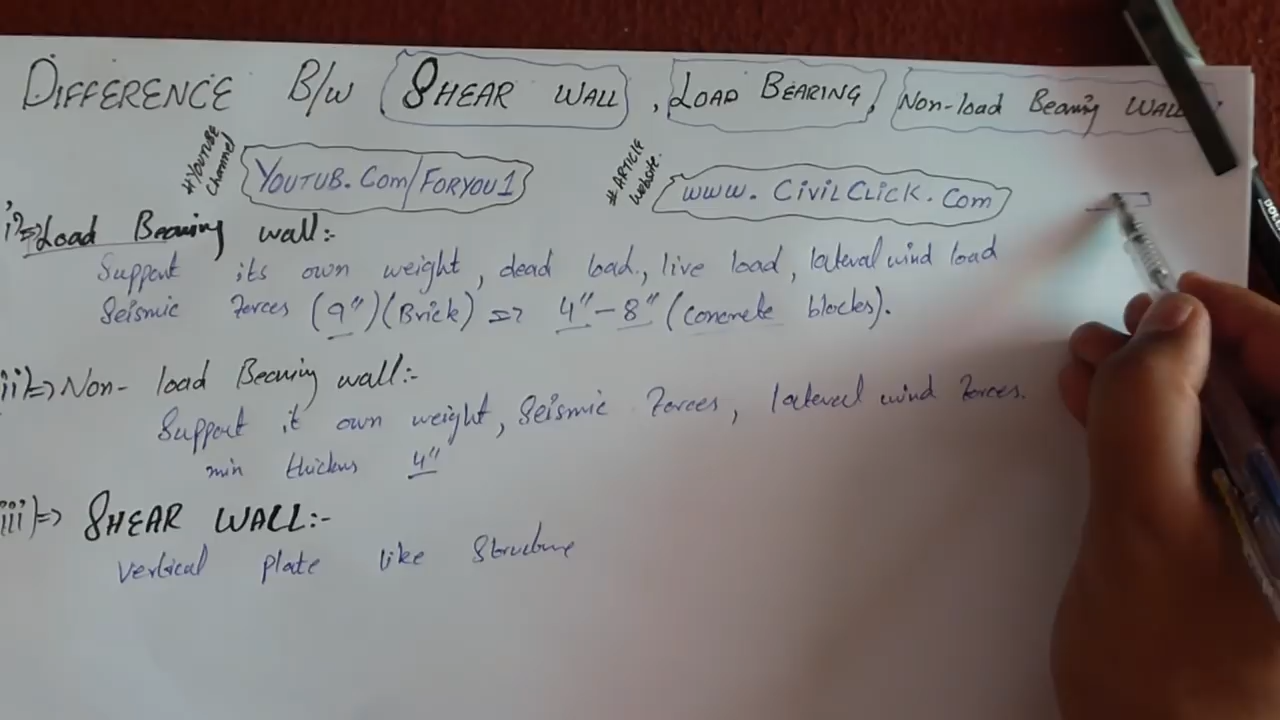 DIFFERENCE B/W SHEAR WALL, LOAD BEARING, Non-load Bearing WALL
#YOUTUBE Channel
YOUTUB.Com/FORYOU1
#ARTICLE website.
www.CIVILCLICK.Com
i)=> Load Bearing wall:-
Support its own weight, dead load, live load, lateral wind load
Seismic Forces (9")(Brick) => 4"-8" (concrete blocks).
ii)=> Non-load Bearing wall:-
Support it own weight, Seismic Forces, lateral wind Forces.
min thicknes 4"
iii)=> SHEAR WALL:-
Vertical plate like Structure